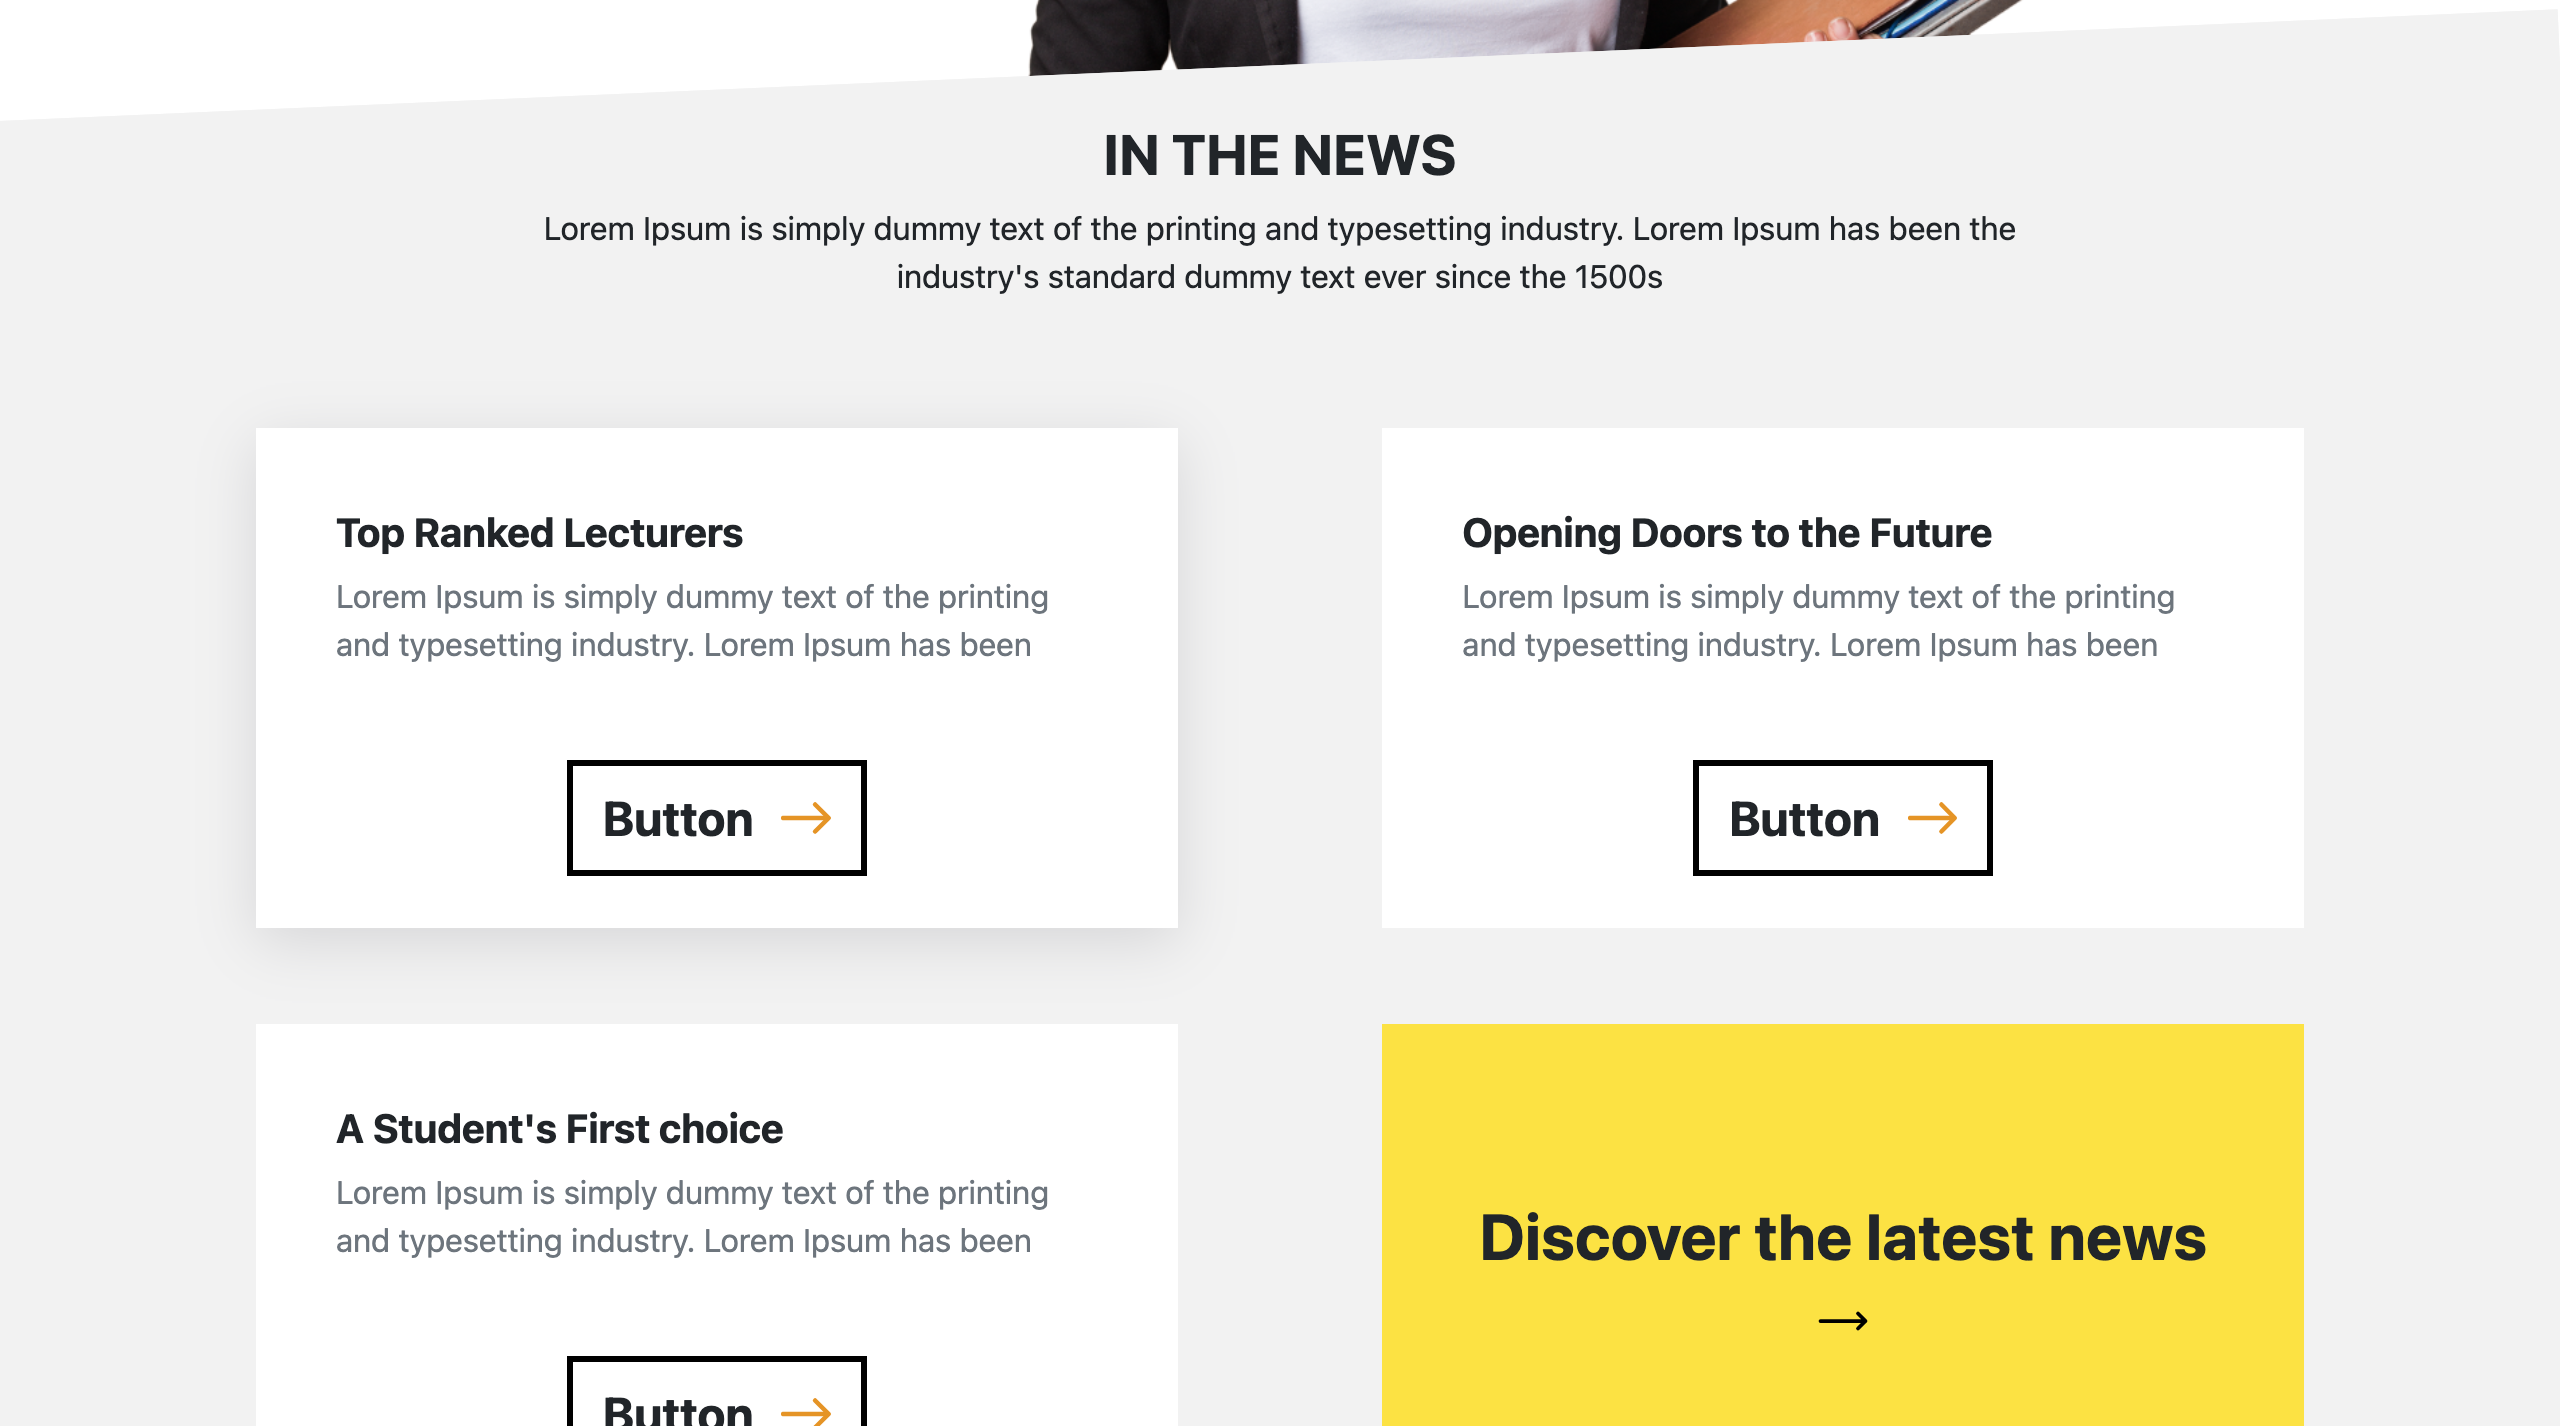 IN THE NEWS
Lorem Ipsum is simply dummy text of the printing and typesetting industry. Lorem Ipsum has been the
industry's standard dummy text ever since the 1500s
Top Ranked Lecturers
Lorem Ipsum is simply dummy text of the printing
and typesetting industry. Lorem Ipsum has been
Button
Opening Doors to the Future
Lorem Ipsum is simply dummy text of the printing
and typesetting industry. Lorem Ipsum has been
Button
A Student's First choice
Lorem Ipsum is simply dummy text of the printing
and typesetting industry. Lorem Ipsum has been
Button
Discover the latest news